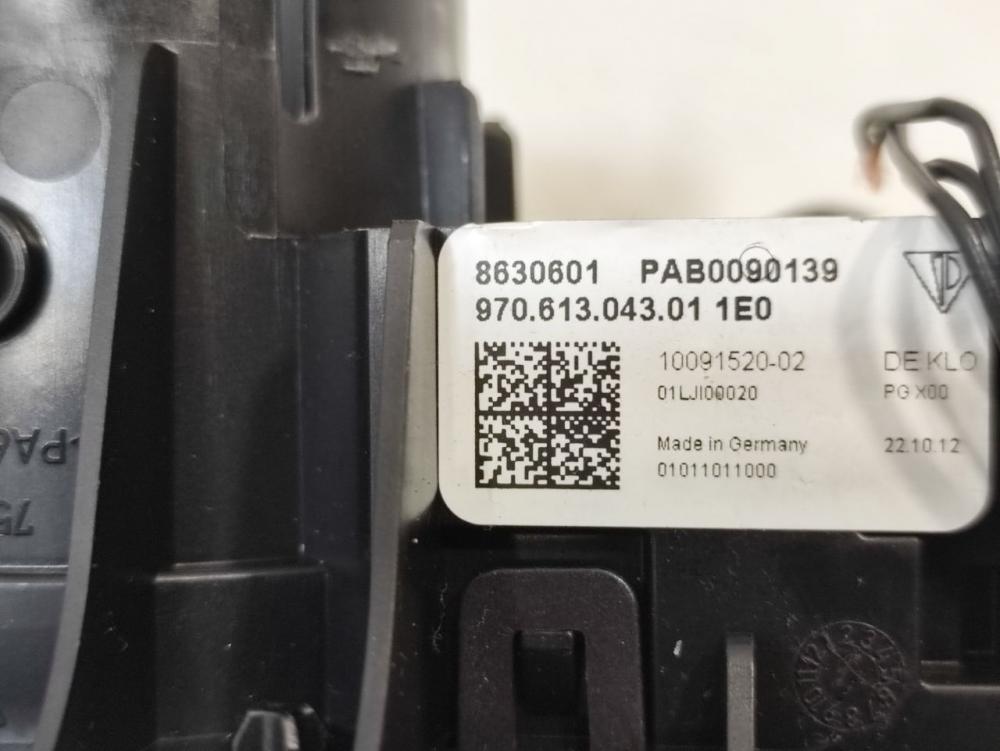 8630601 PAB0090139
970.613.043.01 1E0
10091520-02 DE KLO
01LJI00020 PG X00
Made in Germany 22.10.12
01011011000
75